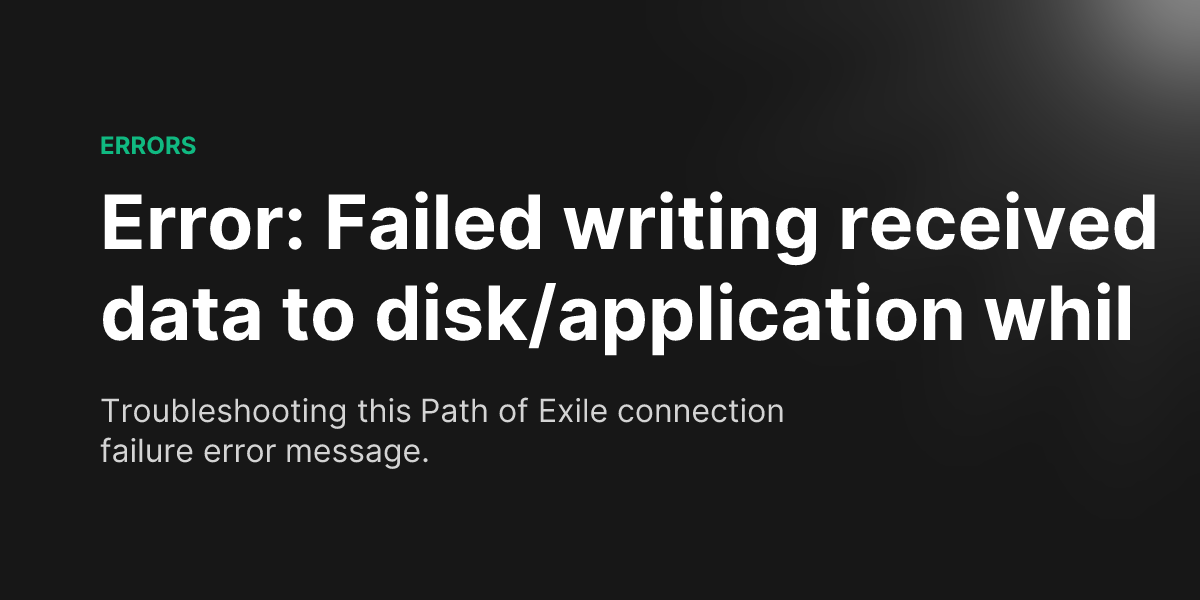 ERRORS
Error: Failed writing received
data to disk/application whil
Troubleshooting this Path of Exile connection
failure error message.